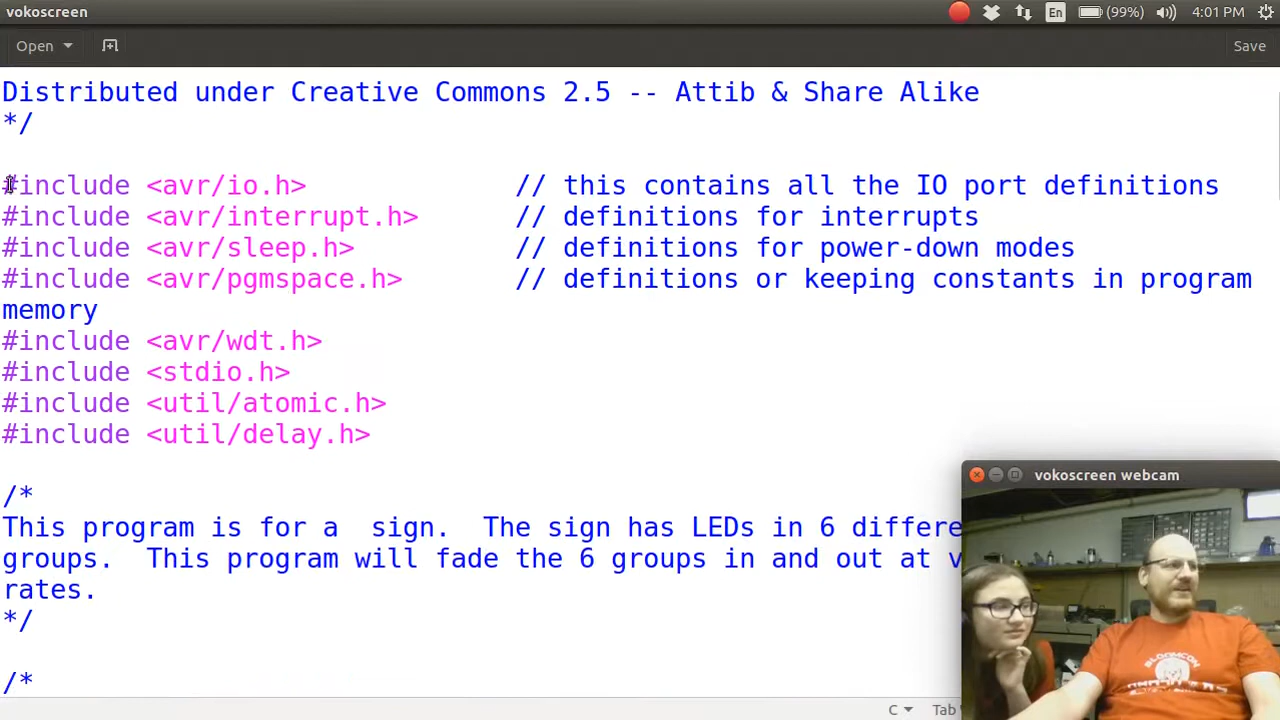 vokoscreen
En
(99%)
4:01 PM
Open
Save
Distributed under Creative Commons 2.5 -- Attib & Share Alike
*/
#include <avr/io.h> // this contains all the IO port definitions
#include <avr/interrupt.h> // definitions for interrupts
#include <avr/sleep.h> // definitions for power-down modes
#include <avr/pgmspace.h> // definitions or keeping constants in program
memory
#include <avr/wdt.h>
#include <stdio.h>
#include <util/atomic.h>
#include <util/delay.h>
vokoscreen webcam
/*
This program is for a  sign.  The sign has LEDs in 6 differe
groups.  This program will fade the 6 groups in and out at v
rates.
*/
/*
BLOOMCON
C
Tab